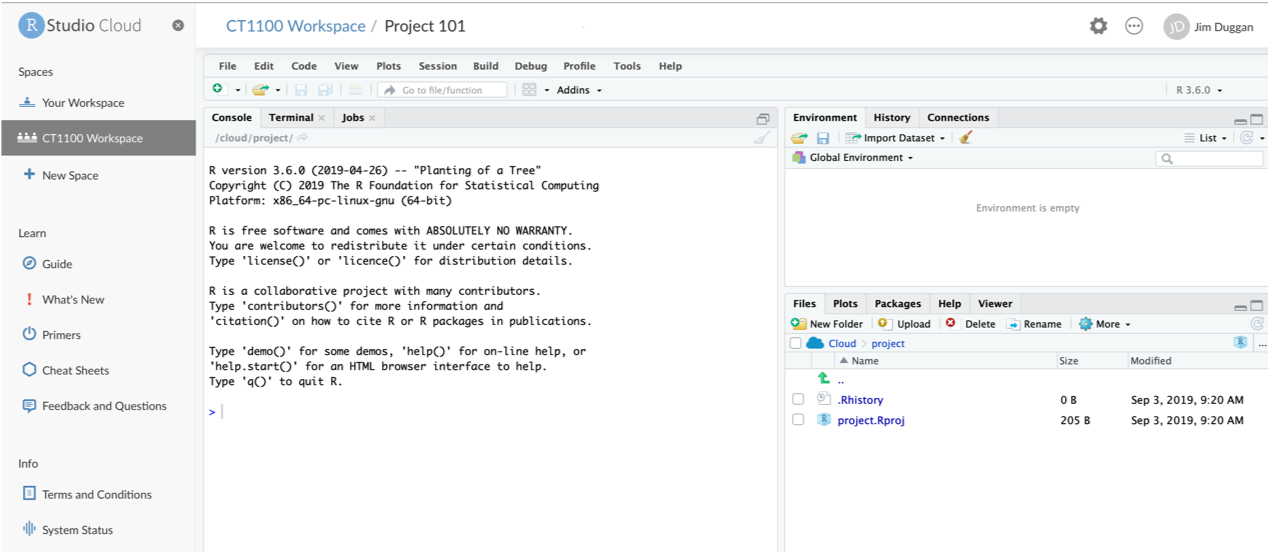 R Studio Cloud
CT1100 Workspace / Project 101
JD Jim Duggan
Spaces
Your Workspace
CT1100 Workspace
New Space
Learn
Guide
What's New
Primers
Cheat Sheets
Feedback and Questions
Info
Terms and Conditions
System Status
File Edit Code View Plots Session Build Debug Profile Tools Help
Go to file/function Addins R 3.6.0
Console Terminal Jobs
/cloud/project/
R version 3.6.0 (2019-04-26) -- "Planting of a Tree"
Copyright (C) 2019 The R Foundation for Statistical Computing
Platform: x86_64-pc-linux-gnu (64-bit)
R is free software and comes with ABSOLUTELY NO WARRANTY.
You are welcome to redistribute it under certain conditions.
Type 'license()' or 'licence()' for distribution details.
R is a collaborative project with many contributors.
Type 'contributors()' for more information and
'citation()' on how to cite R or R packages in publications.
Type 'demo()' for some demos, 'help()' for on-line help, or
'help.start()' for an HTML browser interface to help.
Type 'q()' to quit R.
>
Environment History Connections
Import Dataset List
Global Environment
Environment is empty
Files Plots Packages Help Viewer
New Folder Upload Delete Rename More
Cloud > project ...
Name Size Modified
..
.Rhistory 0 B Sep 3, 2019, 9:20 AM
project.Rproj 205 B Sep 3, 2019, 9:20 AM